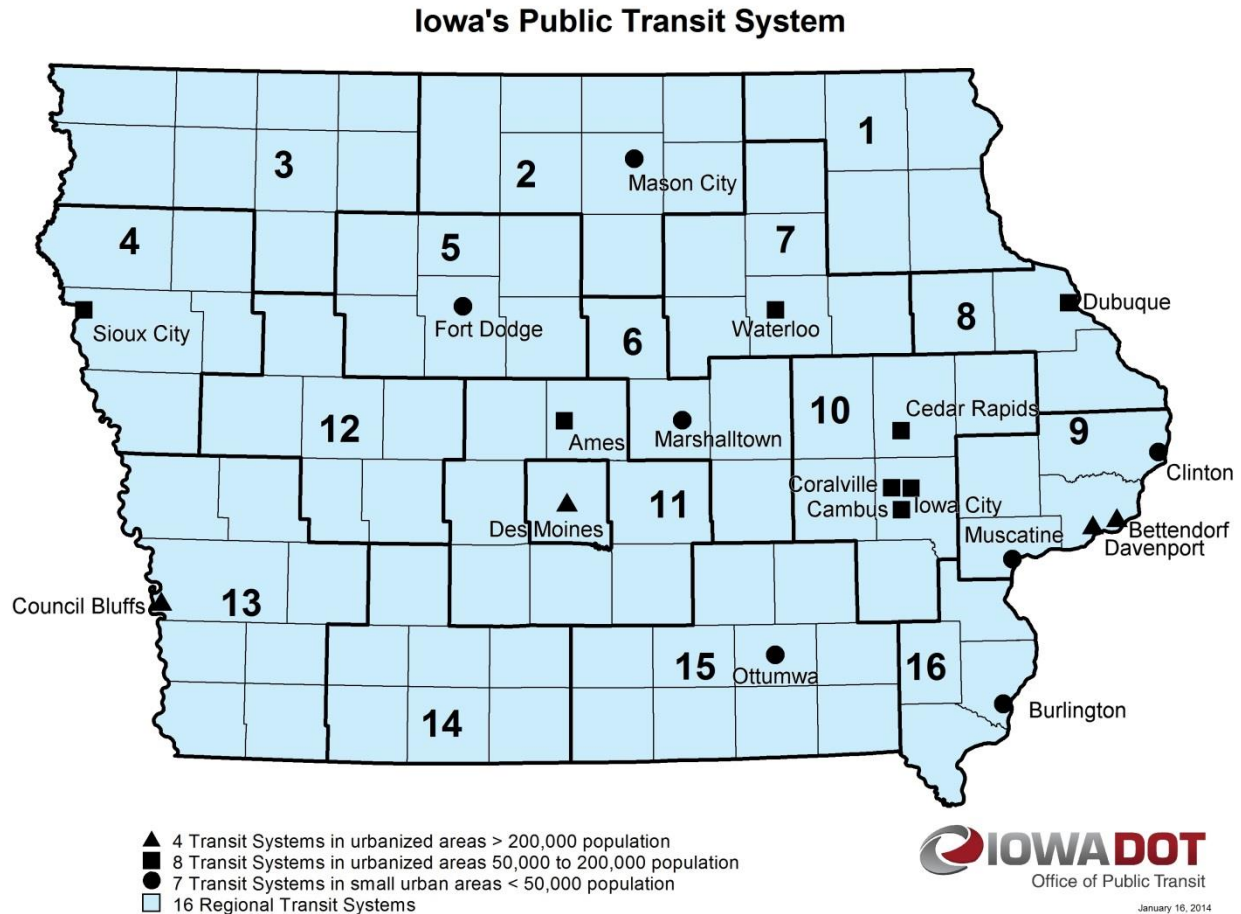 Iowa's Public Transit System
1
3
2
Mason City
4
5
7
Sioux City
Fort Dodge
6
Waterloo
8
Dubuque
12
Ames
Marshalltown
10
Cedar Rapids
9
Clinton
Des Moines
11
Coralville
Iowa City
Cambus
Muscatine
Bettendorf
Davenport
Council Bluffs
13
14
15
Ottumwa
16
Burlington
4 Transit Systems in urbanized areas > 200,000 population
8 Transit Systems in urbanized areas 50,000 to 200,000 population
7 Transit Systems in small urban areas < 50,000 population
16 Regional Transit Systems
IOWADOT
Office of Public Transit
January 16, 2014